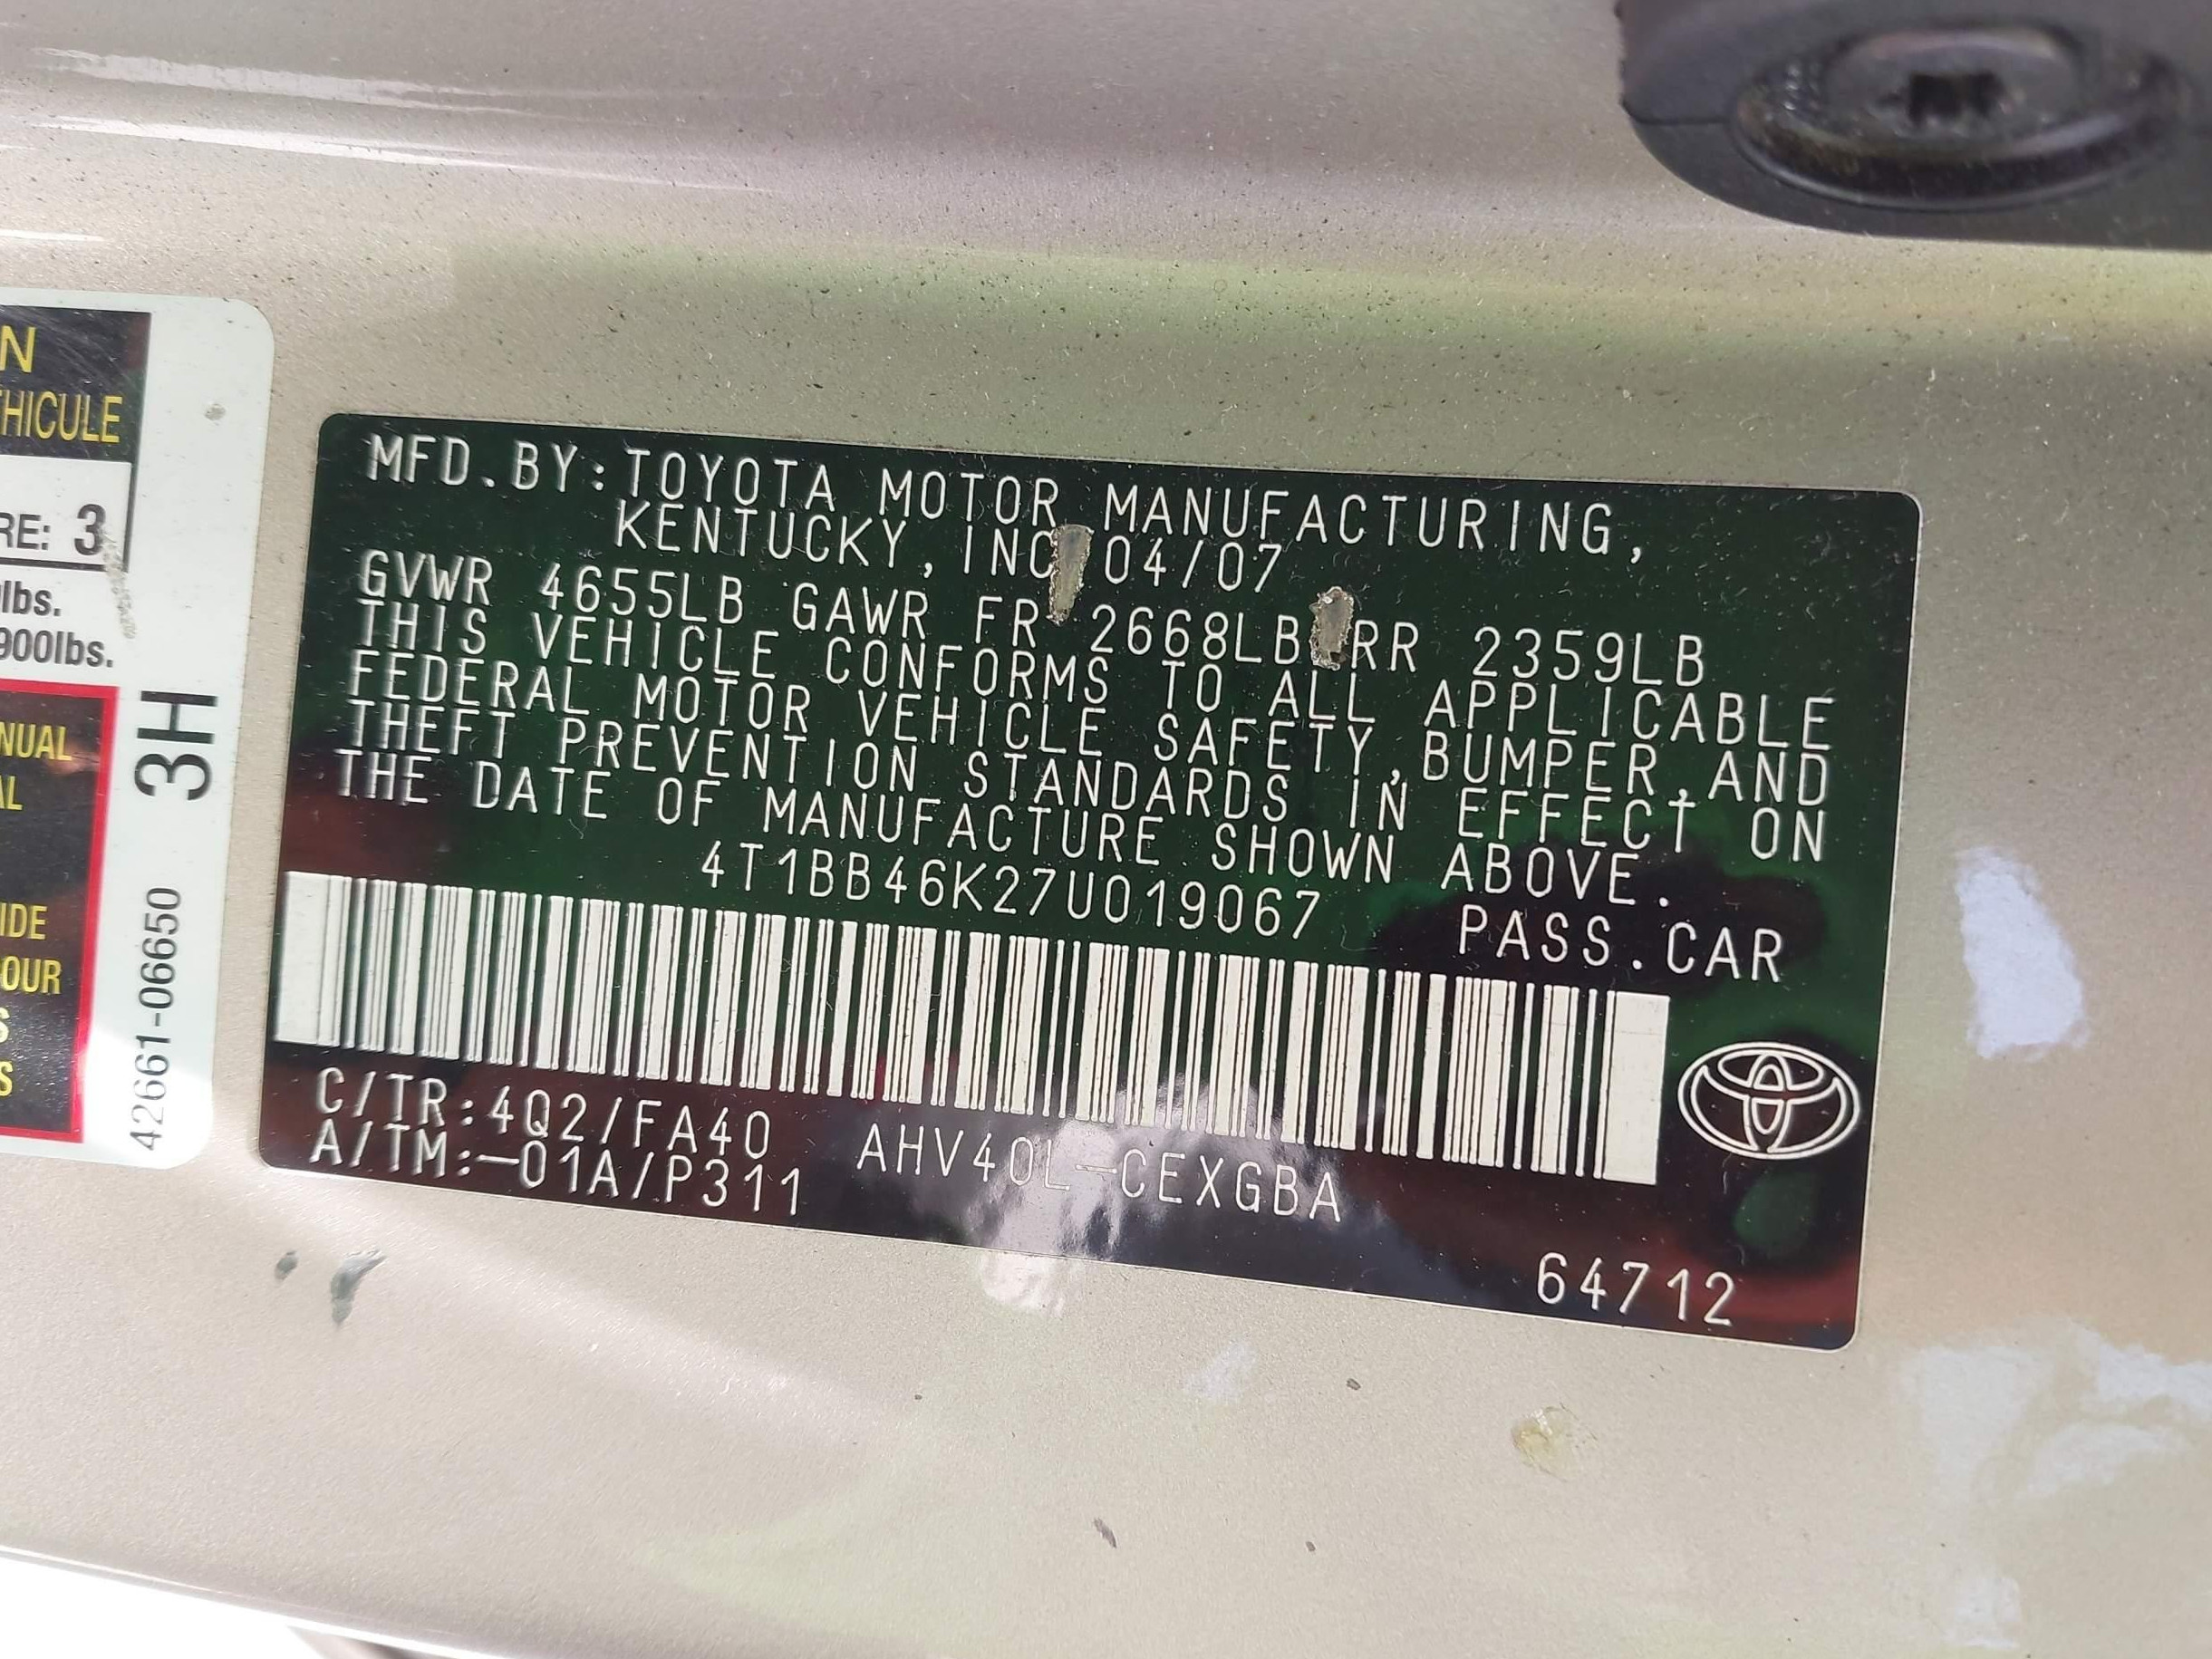 N
HICULE
RE: 3
lbs.
900lbs.
NUAL
AL
IDE
OUR
S
S
3H
42661-06650
MFD.BY:TOYOTA MOTOR MANUFACTURING,
KENTUCKY, INC 04/07
GVWR 4655LB GAWR FR 2668LB RR 2359LB
THIS VEHICLE CONFORMS TO ALL APPLICABLE
FEDERAL MOTOR VEHICLE SAFETY,BUMPER,AND
THEFT PREVENTION STANDARDS IN EFFECT ON
THE DATE OF MANUFACTURE SHOWN ABOVE.
4T1BB46K27U019067 PASS.CAR
C/TR:4Q2/FA40 AHV40L-CEXGBA
A/TM:-01A/P311
64712